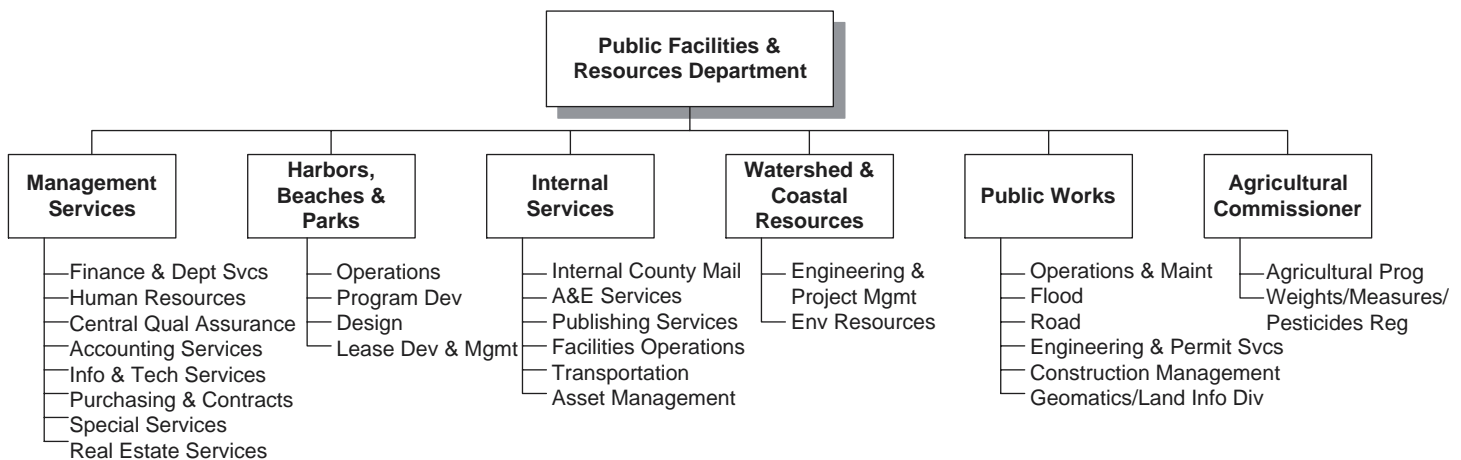 Public Facilities &
Resources Department
Management
Services
Finance & Dept Svcs
Human Resources
Central Qual Assurance
Accounting Services
Info & Tech Services
Purchasing & Contracts
Special Services
Real Estate Services
Harbors,
Beaches &
Parks
Operations
Program Dev
Design
Lease Dev & Mgmt
Internal
Services
Internal County Mail
A&E Services
Publishing Services
Facilities Operations
Transportation
Asset Management
Watershed &
Coastal
Resources
Engineering &
Project Mgmt
Env Resources
Public Works
Operations & Maint
Flood
Road
Engineering & Permit Svcs
Construction Management
Geomatics/Land Info Div
Agricultural
Commissioner
Agricultural Prog
Weights/Measures/
Pesticides Reg